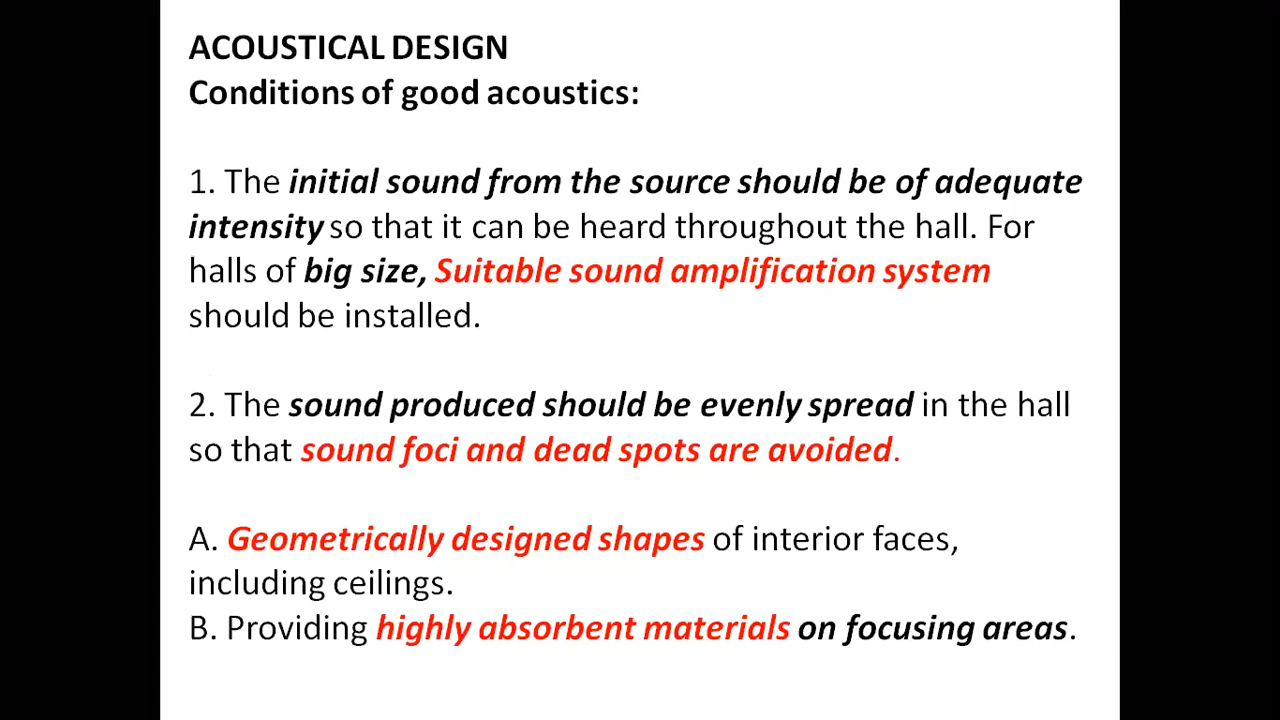 ACOUSTICAL DESIGN
Conditions of good acoustics:
1. The initial sound from the source should be of adequate
intensity so that it can be heard throughout the hall. For
halls of big size, Suitable sound amplification system
should be installed.
2. The sound produced should be evenly spread in the hall
so that sound foci and dead spots are avoided.
A. Geometrically designed shapes of interior faces,
including ceilings.
B. Providing highly absorbent materials on focusing areas.